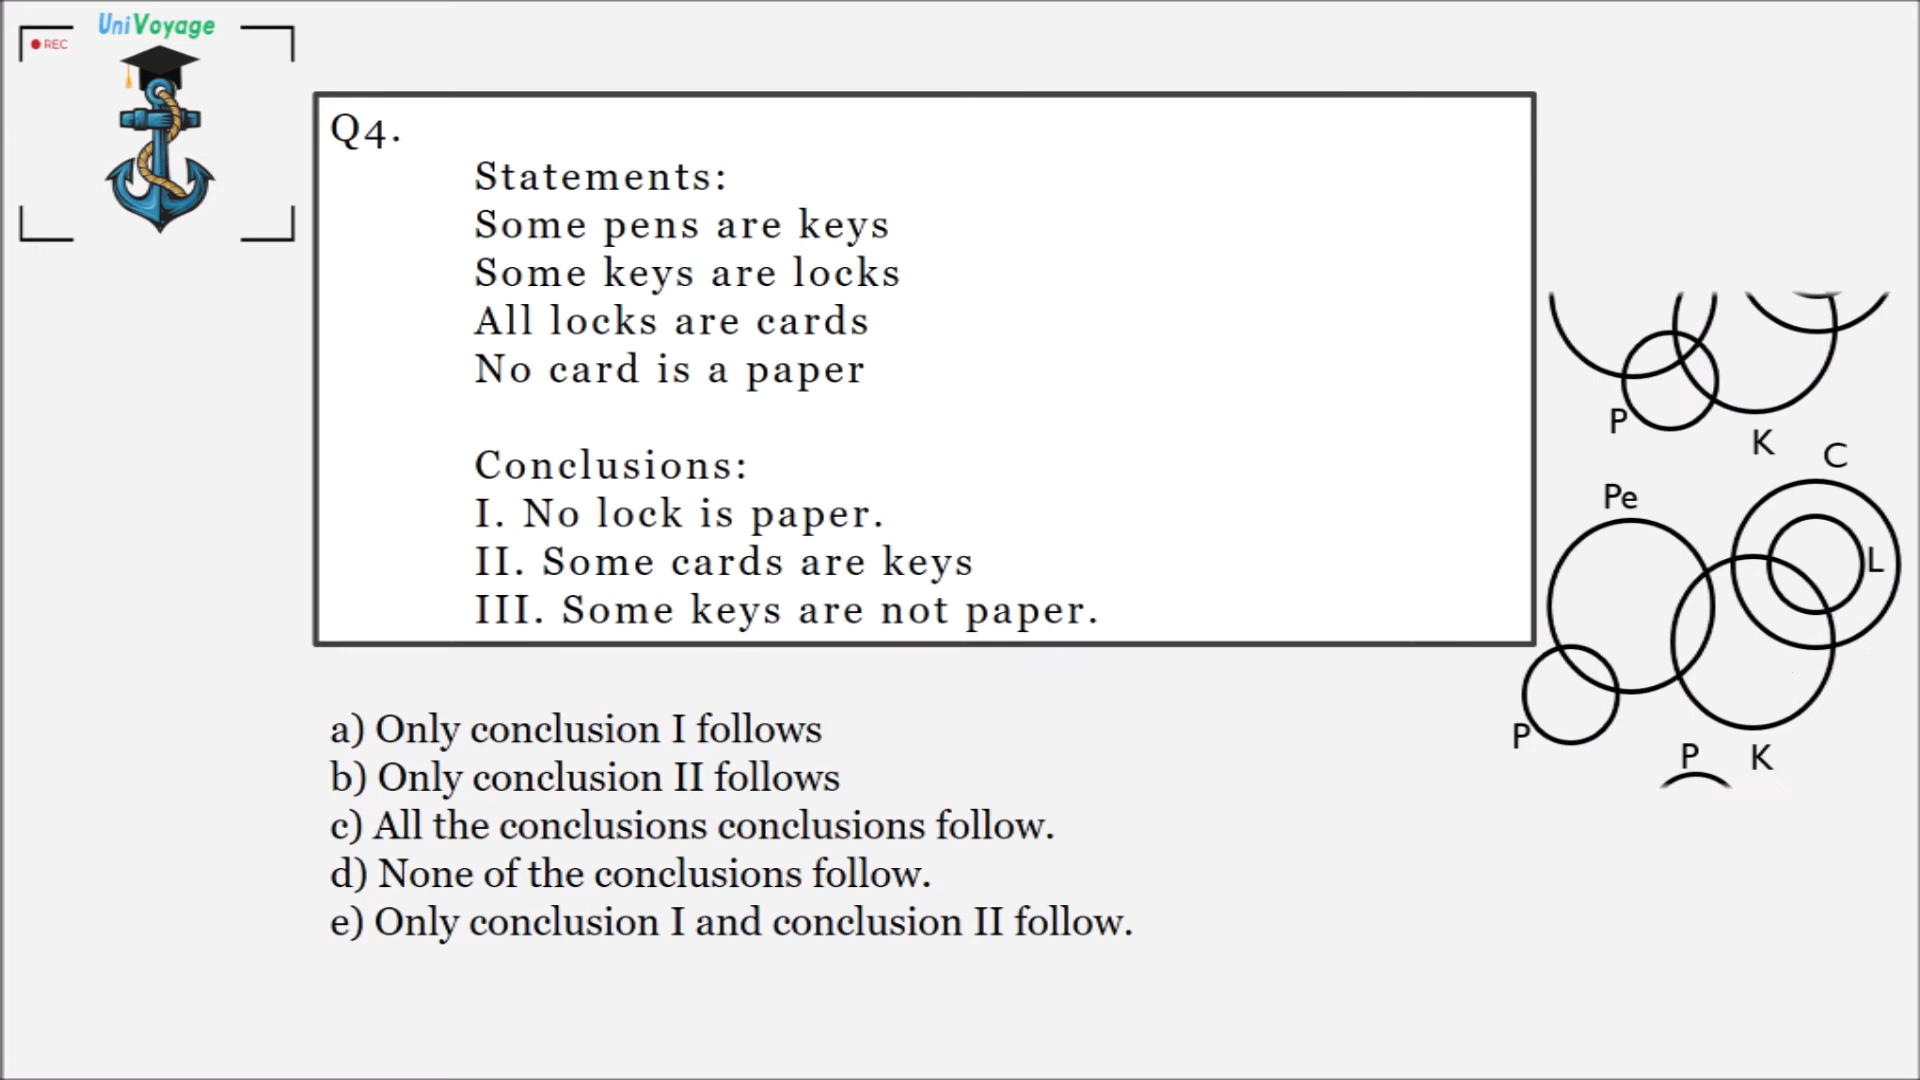 UniVoyage
REC
Q4.
Statements:
Some pens are keys
Some keys are locks
All locks are cards
No card is a paper
Conclusions:
I. No lock is paper.
II. Some cards are keys
III. Some keys are not paper.
a) Only conclusion I follows
b) Only conclusion II follows
c) All the conclusions conclusions follow.
d) None of the conclusions follow.
e) Only conclusion I and conclusion II follow.
P
K
C
Pe
L
P
P
K